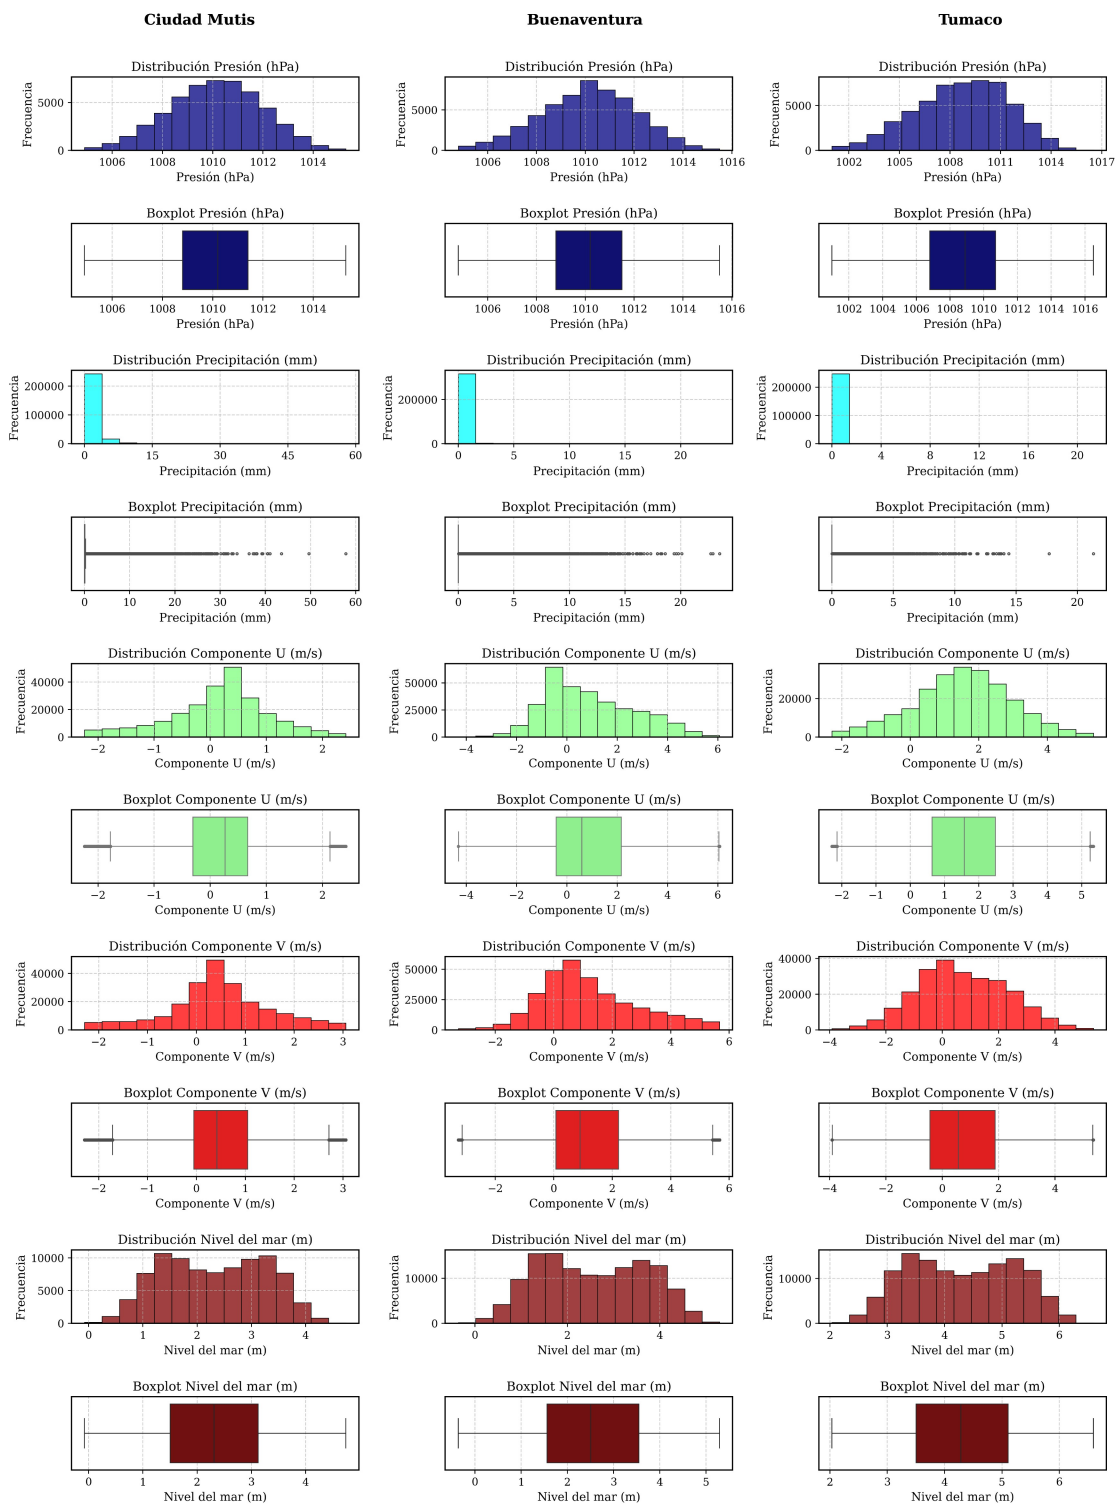 Ciudad Mutis Buenaventura Tumaco
Distribución Presión (hPa) Distribución Presión (hPa) Distribución Presión (hPa)
Frecuencia Frecuencia Frecuencia
5000 5000 5000
0 0 0
1006 1008 1010 1012 1014 1006 1008 1010 1012 1014 1016 1002 1005 1008 1011 1014 1017
Presión (hPa) Presión (hPa) Presión (hPa)
Boxplot Presión (hPa) Boxplot Presión (hPa) Boxplot Presión (hPa)
1006 1008 1010 1012 1014 1006 1008 1010 1012 1014 1016 1002 1004 1006 1008 1010 1012 1014 1016
Presión (hPa) Presión (hPa) Presión (hPa)
Distribución Precipitación (mm) Distribución Precipitación (mm) Distribución Precipitación (mm)
Frecuencia Frecuencia Frecuencia
200000 200000 200000
100000 100000
0 0 0
0 15 30 45 60 0 5 10 15 20 0 4 8 12 16 20
Precipitación (mm) Precipitación (mm) Precipitación (mm)
Boxplot Precipitación (mm) Boxplot Precipitación (mm) Boxplot Precipitación (mm)
0 10 20 30 40 50 60 0 5 10 15 20 0 5 10 15 20
Precipitación (mm) Precipitación (mm) Precipitación (mm)
Distribución Componente U (m/s) Distribución Componente U (m/s) Distribución Componente U (m/s)
Frecuencia Frecuencia Frecuencia
40000 50000 20000
20000 25000
0 0 0
−2 −1 0 1 2 −4 −2 0 2 4 6 −2 0 2 4
Componente U (m/s) Componente U (m/s) Componente U (m/s)
Boxplot Componente U (m/s) Boxplot Componente U (m/s) Boxplot Componente U (m/s)
−2 −1 0 1 2 −4 −2 0 2 4 6 −2 −1 0 1 2 3 4 5
Componente U (m/s) Componente U (m/s) Componente U (m/s)
Distribución Componente V (m/s) Distribución Componente V (m/s) Distribución Componente V (m/s)
Frecuencia Frecuencia Frecuencia
40000 50000 40000
20000 25000 20000
0 0 0
−2 −1 0 1 2 3 −2 0 2 4 6 −4 −2 0 2 4
Componente V (m/s) Componente V (m/s) Componente V (m/s)
Boxplot Componente V (m/s) Boxplot Componente V (m/s) Boxplot Componente V (m/s)
−2 −1 0 1 2 3 −2 0 2 4 6 −4 −2 0 2 4
Componente V (m/s) Componente V (m/s) Componente V (m/s)
Distribución Nivel del mar (m) Distribución Nivel del mar (m) Distribución Nivel del mar (m)
Frecuencia Frecuencia Frecuencia
10000 10000 10000
5000
0 0 0
0 1 2 3 4 0 2 4 2 3 4 5 6
Nivel del mar (m) Nivel del mar (m) Nivel del mar (m)
Boxplot Nivel del mar (m) Boxplot Nivel del mar (m) Boxplot Nivel del mar (m)
0 1 2 3 4 0 1 2 3 4 5 2 3 4 5 6
Nivel del mar (m) Nivel del mar (m) Nivel del mar (m)